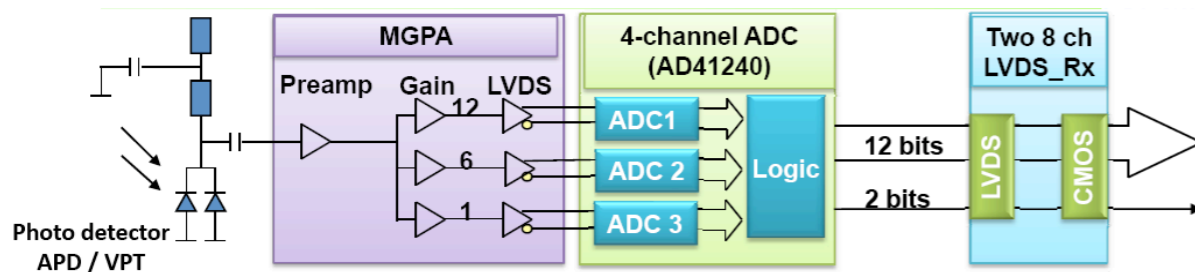 MGPA
Preamp
Gain
LVDS
12
6
1
4-channel ADC
(AD41240)
ADC1
ADC 2
ADC 3
Logic
12 bits
2 bits
Two 8 ch
LVDS_Rx
LVDS
CMOS
Photo detector
APD / VPT